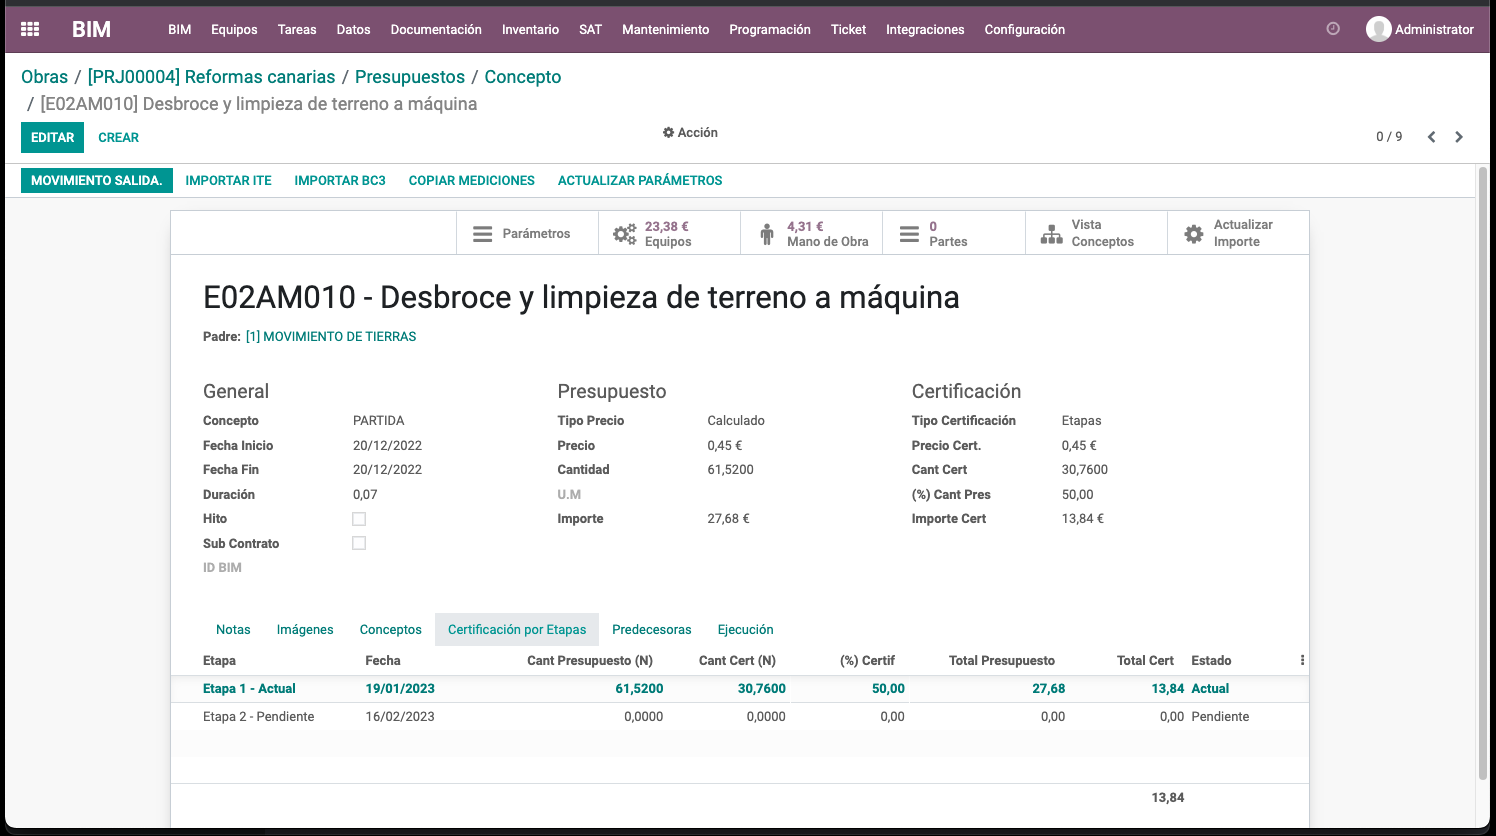 BIM BIM Equipos Tareas Datos Documentación Inventario SAT Mantenimiento Programación Ticket Integraciones Configuración Administrator
Obras / [PRJ00004] Reformas canarias / Presupuestos / Concepto
/ [E02AM010] Desbroce y limpieza de terreno a máquina
EDITAR CREAR Acción 0 / 9
MOVIMIENTO SALIDA. IMPORTAR ITE IMPORTAR BC3 COPIAR MEDICIONES ACTUALIZAR PARÁMETROS
Parámetros
23,38 €
Equipos
4,31 €
Mano de Obra
0
Partes
Vista
Conceptos
Actualizar
Importe
E02AM010 - Desbroce y limpieza de terreno a máquina
Padre: [1] MOVIMIENTO DE TIERRAS
General
Concepto PARTIDA
Fecha Inicio 20/12/2022
Fecha Fin 20/12/2022
Duración 0,07
Hito
Sub Contrato
ID BIM
Presupuesto
Tipo Precio Calculado
Precio 0,45 €
Cantidad 61,5200
U.M
Importe 27,68 €
Certificación
Tipo Certificación Etapas
Precio Cert. 0,45 €
Cant Cert 30,7600
(%) Cant Pres 50,00
Importe Cert 13,84 €
Notas Imágenes Conceptos Certificación por Etapas Predecesoras Ejecución
Etapa Fecha Cant Presupuesto (N) Cant Cert (N) (%) Certif Total Presupuesto Total Cert Estado
Etapa 1 - Actual 19/01/2023 61,5200 30,7600 50,00 27,68 13,84 Actual
Etapa 2 - Pendiente 16/02/2023 0,0000 0,0000 0,00 0,00 0,00 Pendiente
13,84